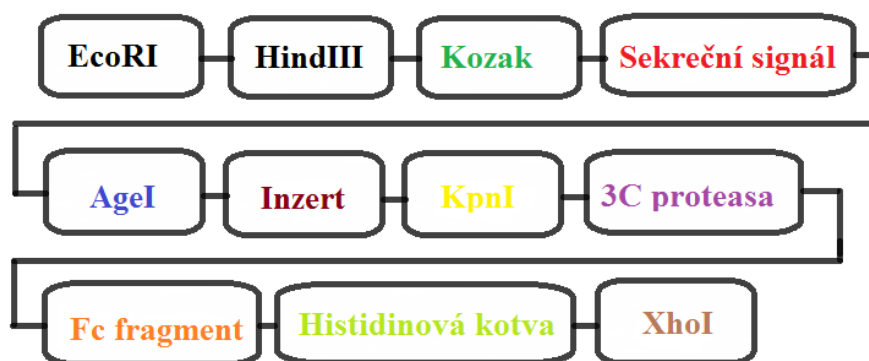 EcoRI HindIII Kozak Sekreční signál
AgeI Inzert KpnI 3C proteasa
Fc fragment Histidinová kotva XhoI